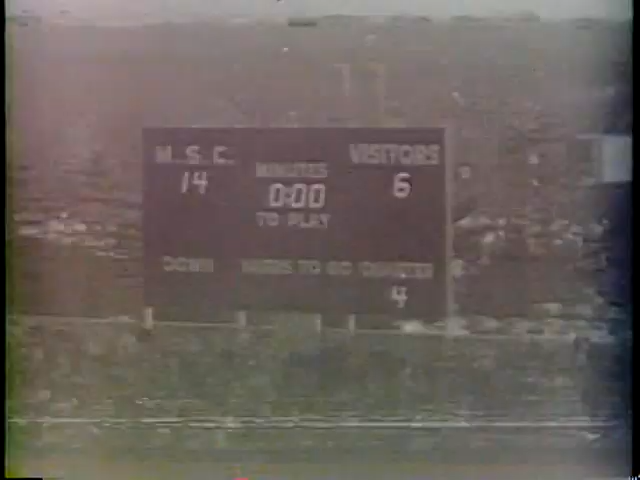 M. S. C. VISITORS
14 MINUTES 6
0:00
TO PLAY
DOWN YARDS TO GO QUARTER
4